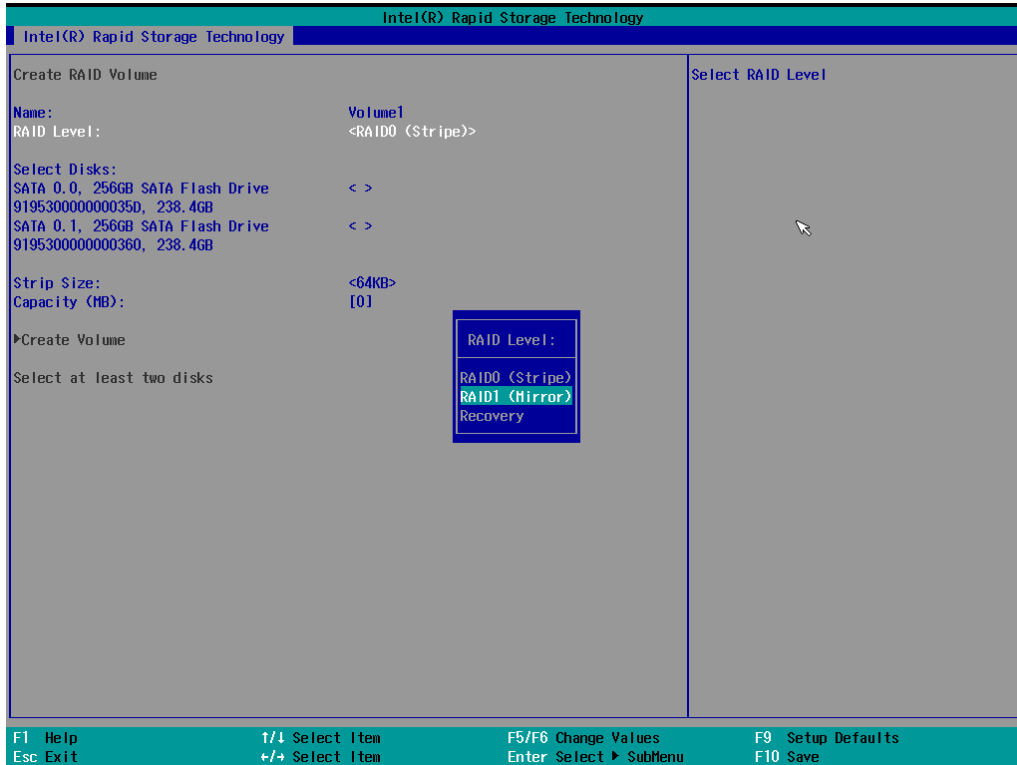 Intel(R) Rapid Storage Technology
Intel(R) Rapid Storage Technology
Create RAID Volume
Select RAID Level
Name: Volume1
RAID Level: <RAID0 (Stripe)>
Select Disks:
SATA 0.0, 256GB SATA Flash Drive < >
919530000000035D, 238.4GB
SATA 0.1, 256GB SATA Flash Drive < >
9195300000000360, 238.4GB
Strip Size: <64KB>
Capacity (MB): [0]
▶Create Volume
Select at least two disks
RAID Level:
RAID0 (Stripe)
RAID1 (Mirror)
Recovery
F1 Help ↑/↓ Select Item F5/F6 Change Values F9 Setup Defaults
Esc Exit ←/→ Select Item Enter Select ▶ SubMenu F10 Save